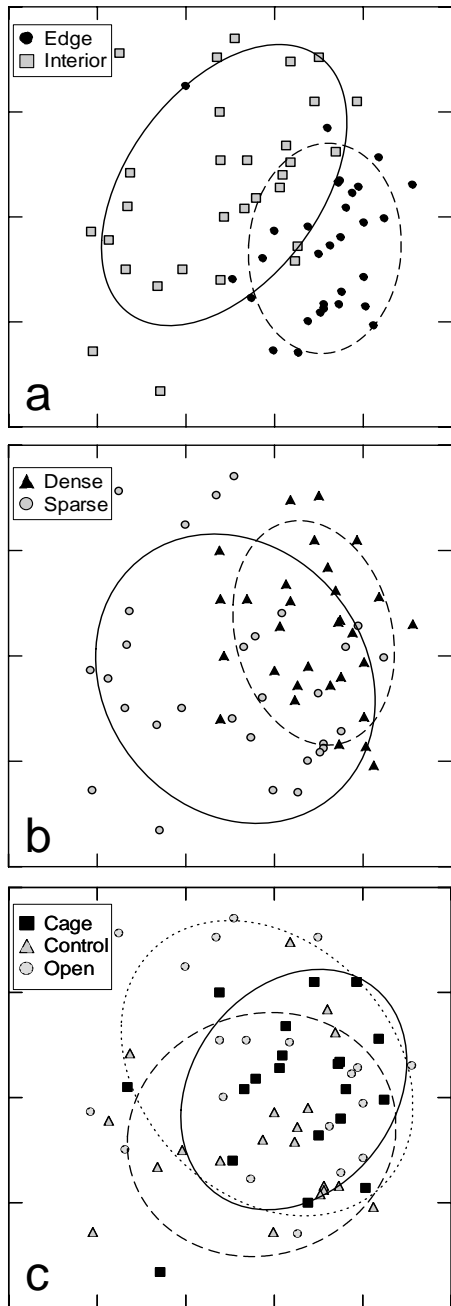 Edge
Interior
a
Dense
Sparse
b
Cage
Control
Open
c